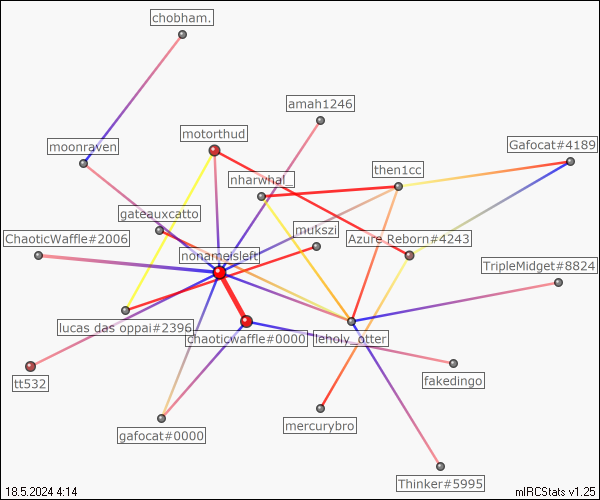 chobham.
amah1246
motorthud
moonraven
Gafocat#4189
then1cc
nharwhal_
gateauxcatto
mukszi
ChaoticWaffle#2006
Azure Reborn#4243
nonameisleft
TripleMidget#8824
lucas das oppai#2396
chaoticwaffle#0000
leholy_otter
tt532
fakedingo
mercurybro
gafocat#0000
Thinker#5995
18.5.2024 4:14
mIRCStats v1.25